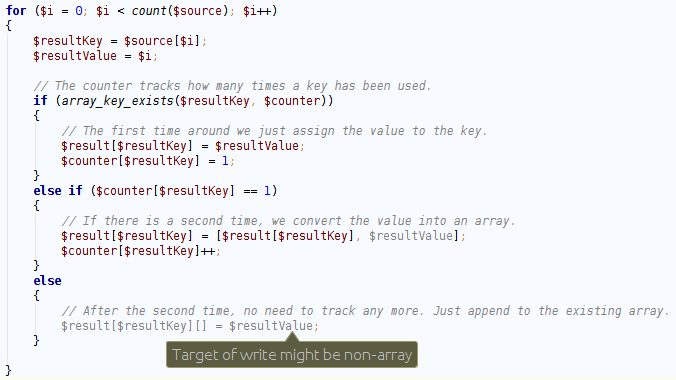 for ($i = 0; $i < count($source); $i++)
{
    $resultKey = $source[$i];
    $resultValue = $i;

    // The counter tracks how many times a key has been used.
    if (array_key_exists($resultKey, $counter))
    {
        // The first time around we just assign the value to the key.
        $result[$resultKey] = $resultValue;
        $counter[$resultKey] = 1;
    }
    else if ($counter[$resultKey] == 1)
    {
        // If there is a second time, we convert the value into an array.
        $result[$resultKey] = [$result[$resultKey], $resultValue];
        $counter[$resultKey]++;
    }
    else
    {
        // After the second time, no need to track any more. Just append to the existing array.
        $result[$resultKey][] = $resultValue;
    }
Target of write might be non-array
}